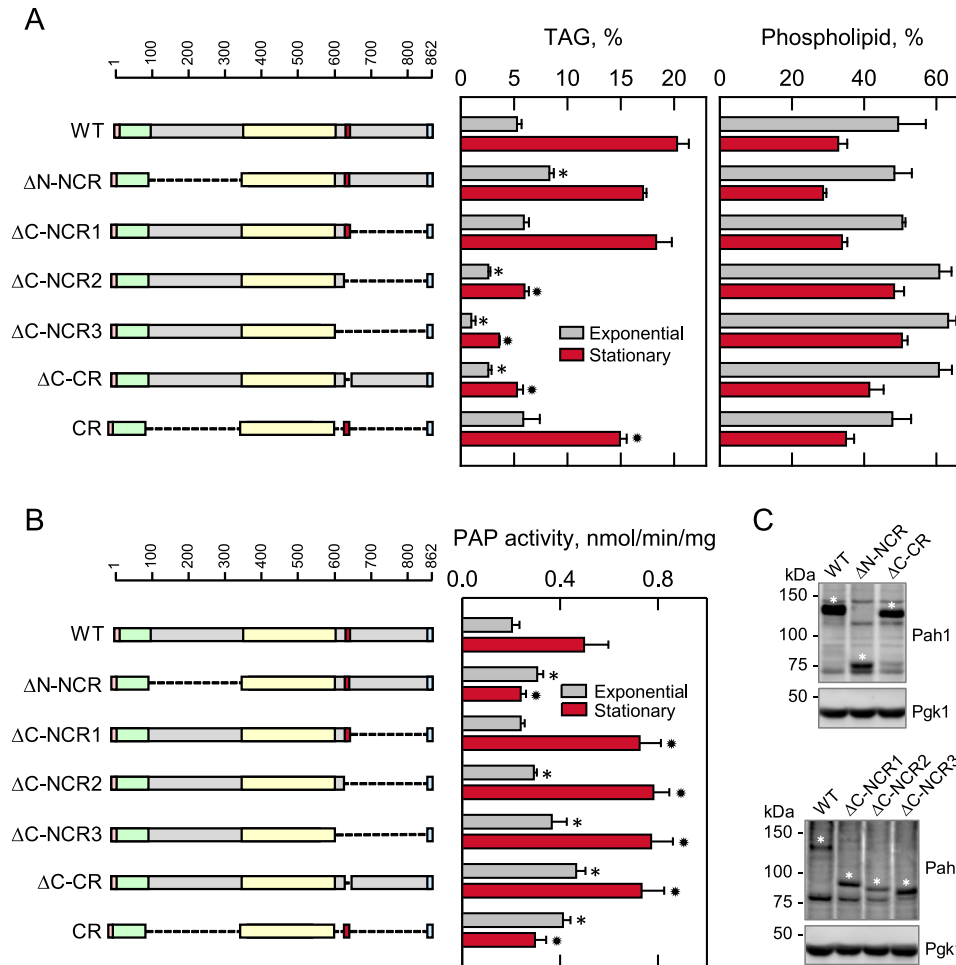 A
1 100 200 300 400 500 600 700 800 862
TAG, %
0 5 10 15 20
Phospholipid, %
0 20 40 60
WT
ΔN-NCR
*
ΔC-NCR1
ΔC-NCR2
*
✷
ΔC-NCR3
*
✷
ΔC-CR
*
✷
CR
✷
Exponential
Stationary
B
1 100 200 300 400 500 600 700 800 862
PAP activity, nmol/min/mg
0.0 0.4 0.8
WT
ΔN-NCR
*
✷
ΔC-NCR1
✷
ΔC-NCR2
*
✷
ΔC-NCR3
*
✷
ΔC-CR
*
✷
CR
*
✷
Exponential
Stationary
C
WT ΔN-NCR ΔC-CR
kDa
150
100
75
50
* * *
Pah1
Pgk1
WT ΔC-NCR1 ΔC-NCR2 ΔC-NCR3
kDa
150
100
75
50
* * * *
Pah
Pgk